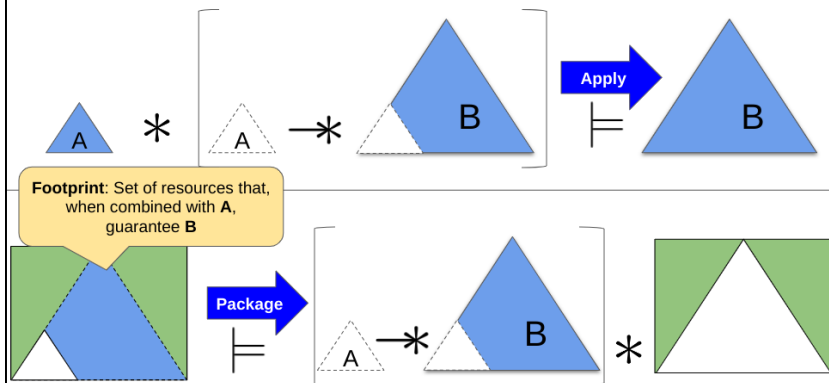 A * [ A —* B ] Apply ⊨ B
Footprint: Set of resources that,
when combined with A,
guarantee B
Package ⊨ [ A —* B ] *